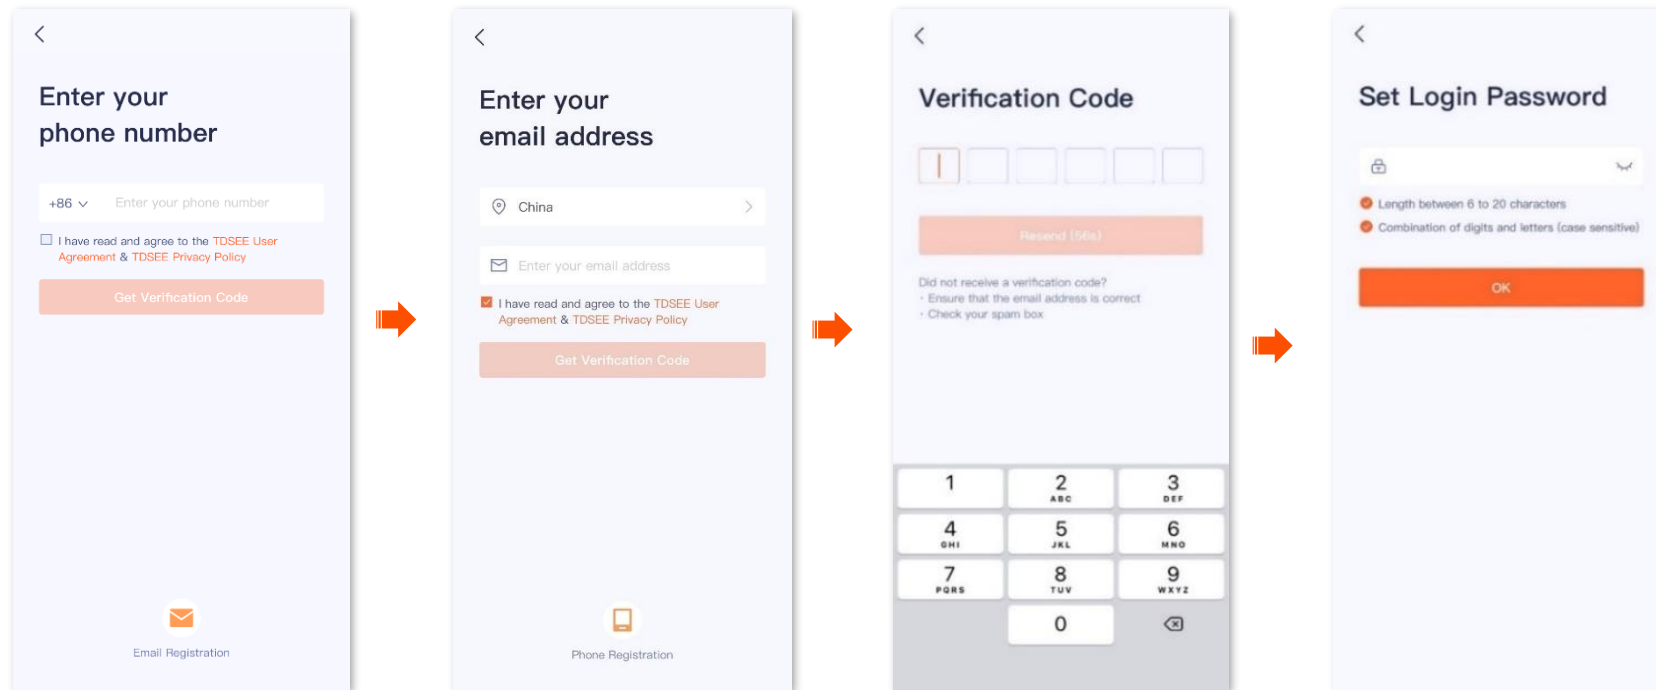 Enter your
phone number
+86
Enter your phone number
I have read and agree to the TDSEE User
Agreement & TDSEE Privacy Policy
Get Verification Code
Email Registration
Enter your
email address
China
Enter your email address
I have read and agree to the TDSEE User
Agreement & TDSEE Privacy Policy
Get Verification Code
Phone Registration
Verification Code
Resend (56s)
Did not receive a verification code?
· Ensure that the email address is correct
· Check your spam box
1
2
ABC
3
DEF
4
GHI
5
JKL
6
MNO
7
PQRS
8
TUV
9
WXYZ
0
Set Login Password
Length between 6 to 20 characters
Combination of digits and letters (case sensitive)
OK